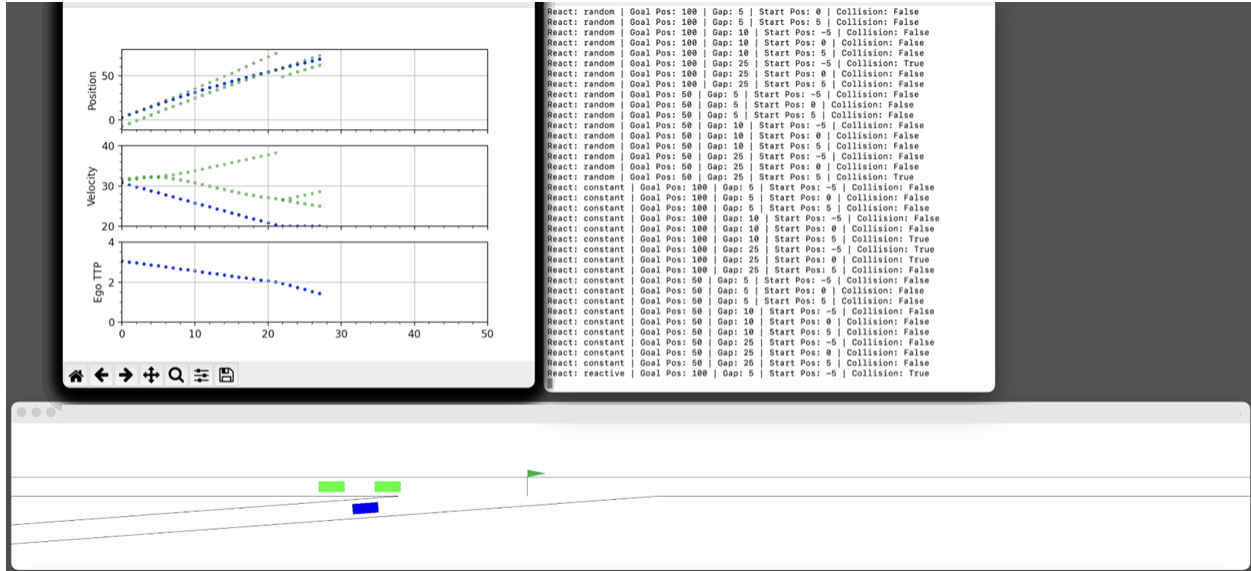 50
0
Position
40
30
20
Velocity
4
2
0
Ego TTP
0 10 20 30 40 50
React: random | Goal Pos: 100 | Gap: 5 | Start Pos: 0 | Collision: False
React: random | Goal Pos: 100 | Gap: 5 | Start Pos: 5 | Collision: False
React: random | Goal Pos: 100 | Gap: 10 | Start Pos: -5 | Collision: False
React: random | Goal Pos: 100 | Gap: 10 | Start Pos: 0 | Collision: False
React: random | Goal Pos: 100 | Gap: 10 | Start Pos: 5 | Collision: False
React: random | Goal Pos: 100 | Gap: 25 | Start Pos: -5 | Collision: True
React: random | Goal Pos: 100 | Gap: 25 | Start Pos: 0 | Collision: False
React: random | Goal Pos: 100 | Gap: 25 | Start Pos: 5 | Collision: False
React: random | Goal Pos: 50 | Gap: 5 | Start Pos: -5 | Collision: False
React: random | Goal Pos: 50 | Gap: 5 | Start Pos: 0 | Collision: False
React: random | Goal Pos: 50 | Gap: 5 | Start Pos: 5 | Collision: False
React: random | Goal Pos: 50 | Gap: 10 | Start Pos: -5 | Collision: False
React: random | Goal Pos: 50 | Gap: 10 | Start Pos: 0 | Collision: False
React: random | Goal Pos: 50 | Gap: 10 | Start Pos: 5 | Collision: False
React: random | Goal Pos: 50 | Gap: 25 | Start Pos: -5 | Collision: False
React: random | Goal Pos: 50 | Gap: 25 | Start Pos: 0 | Collision: False
React: random | Goal Pos: 50 | Gap: 25 | Start Pos: 5 | Collision: True
React: constant | Goal Pos: 100 | Gap: 5 | Start Pos: -5 | Collision: False
React: constant | Goal Pos: 100 | Gap: 5 | Start Pos: 0 | Collision: False
React: constant | Goal Pos: 100 | Gap: 5 | Start Pos: 5 | Collision: False
React: constant | Goal Pos: 100 | Gap: 10 | Start Pos: -5 | Collision: False
React: constant | Goal Pos: 100 | Gap: 10 | Start Pos: 0 | Collision: False
React: constant | Goal Pos: 100 | Gap: 10 | Start Pos: 5 | Collision: True
React: constant | Goal Pos: 100 | Gap: 25 | Start Pos: -5 | Collision: True
React: constant | Goal Pos: 100 | Gap: 25 | Start Pos: 0 | Collision: True
React: constant | Goal Pos: 100 | Gap: 25 | Start Pos: 5 | Collision: False
React: constant | Goal Pos: 50 | Gap: 5 | Start Pos: -5 | Collision: False
React: constant | Goal Pos: 50 | Gap: 5 | Start Pos: 0 | Collision: False
React: constant | Goal Pos: 50 | Gap: 5 | Start Pos: 5 | Collision: False
React: constant | Goal Pos: 50 | Gap: 10 | Start Pos: -5 | Collision: False
React: constant | Goal Pos: 50 | Gap: 10 | Start Pos: 0 | Collision: False
React: constant | Goal Pos: 50 | Gap: 10 | Start Pos: 5 | Collision: False
React: constant | Goal Pos: 50 | Gap: 25 | Start Pos: -5 | Collision: False
React: constant | Goal Pos: 50 | Gap: 25 | Start Pos: 0 | Collision: False
React: constant | Goal Pos: 50 | Gap: 25 | Start Pos: 5 | Collision: False
React: reactive | Goal Pos: 100 | Gap: 5 | Start Pos: -5 | Collision: True